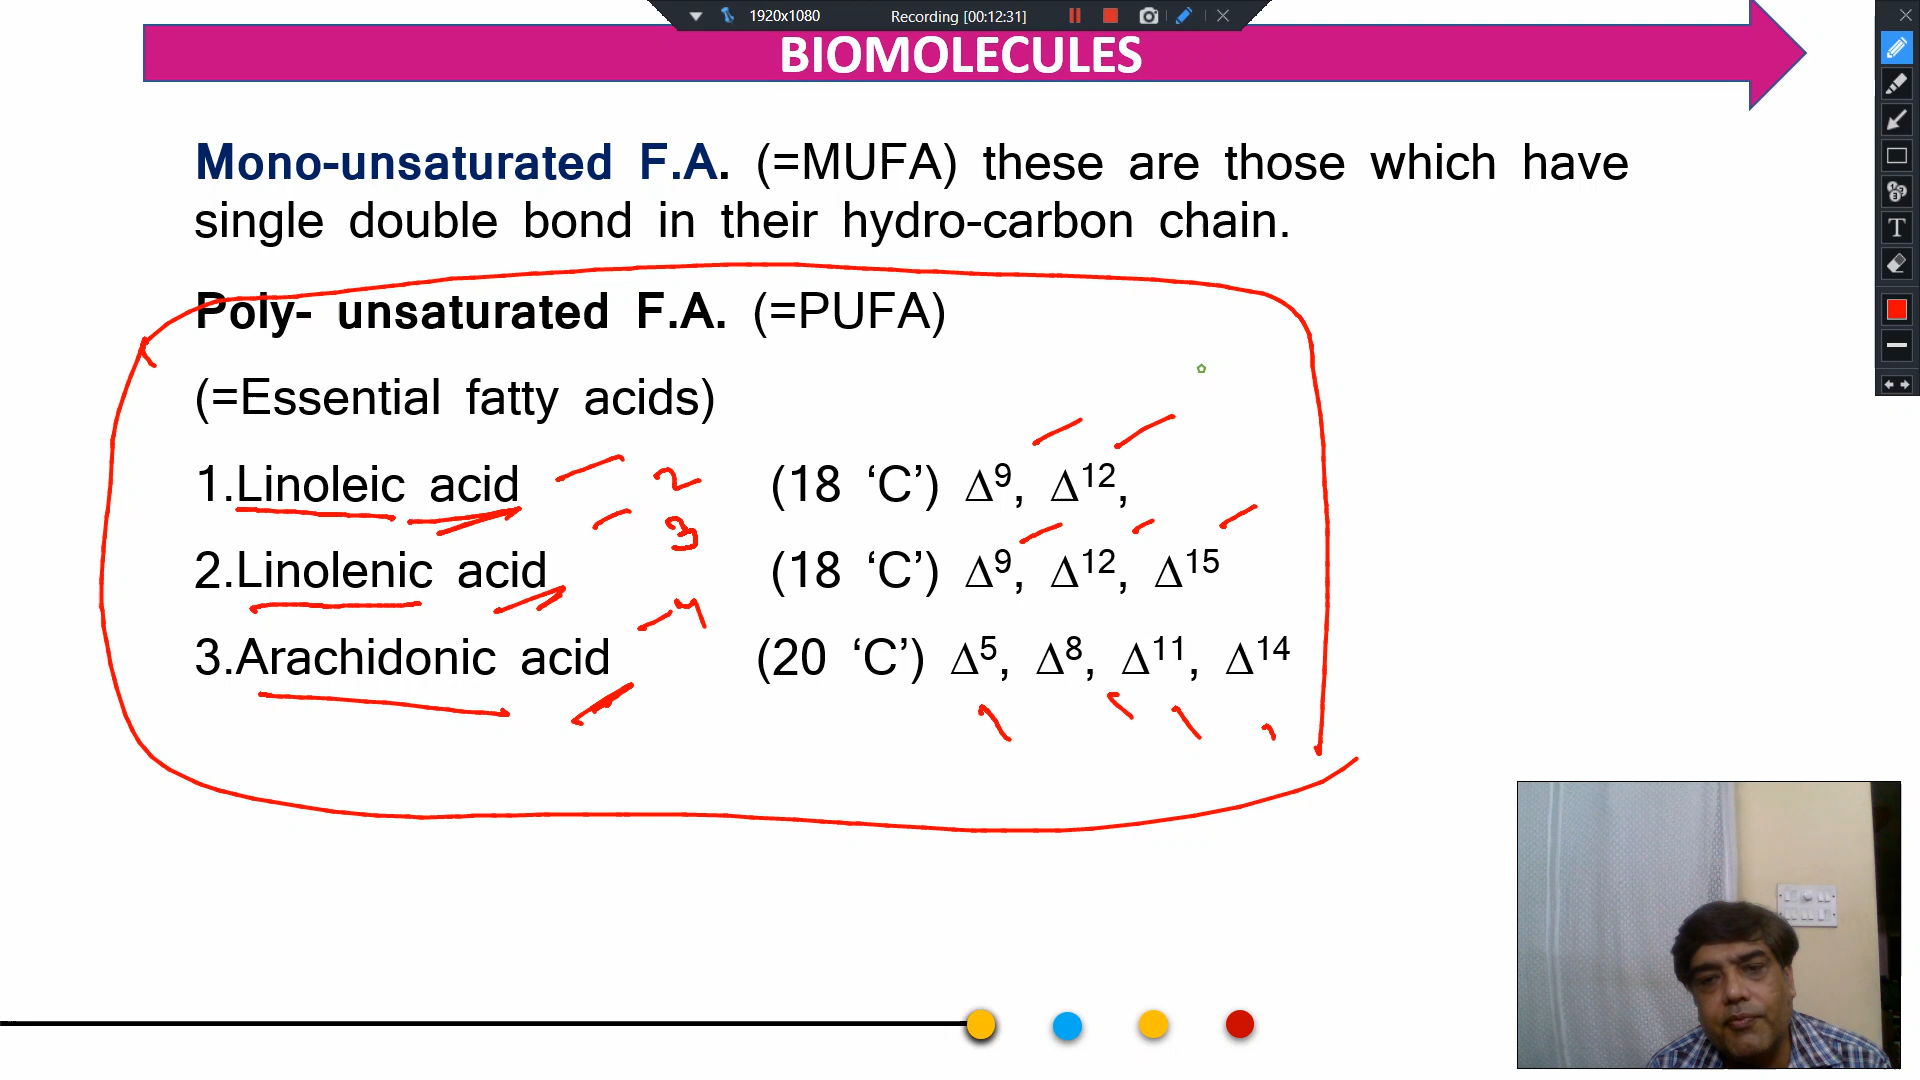 1920x1080 Recording [00:12:31]
BIOMOLECULES
Mono-unsaturated F.A. (=MUFA) these are those which have
single double bond in their hydro-carbon chain.
Poly- unsaturated F.A. (=PUFA)
(=Essential fatty acids)
1.Linoleic acid 2 (18 ‘C’) Δ⁹, Δ¹²,
3
2.Linolenic acid (18 ‘C’) Δ⁹, Δ¹², Δ¹⁵
4
3.Arachidonic acid (20 ‘C’) Δ⁵, Δ⁸, Δ¹¹, Δ¹⁴